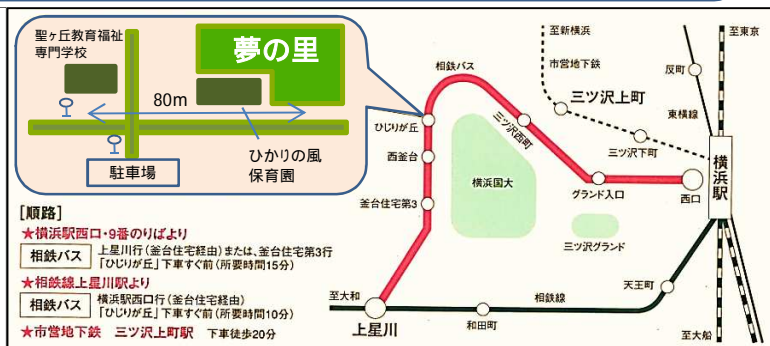 聖ヶ丘教育福祉
専門学校
夢の里
80m
ひかりの風
保育園
駐車場
[順路]
★横浜駅西口・9番のりばより
相鉄バス
上星川行(釜台住宅経由)または、釜台住宅第3行
「ひじりが丘」下車すぐ前(所要時間15分)
★相鉄線上星川駅より
相鉄バス
横浜駅西口行(釜台住宅経由)
「ひじりが丘」下車すぐ前(所要時間10分)
★市営地下鉄 三ツ沢上町駅 下車徒歩20分
至新横浜
至東京
相鉄バス
市営地下鉄
反町
三ツ沢上町
東横線
ひじりが丘
三ツ沢西町
三ツ沢下町
西釜台
横浜国大
横浜駅
グランド入口
西口
釜台住宅第3
三ツ沢グランド
天王町
至大和
相鉄線
上星川
和田町
至大船